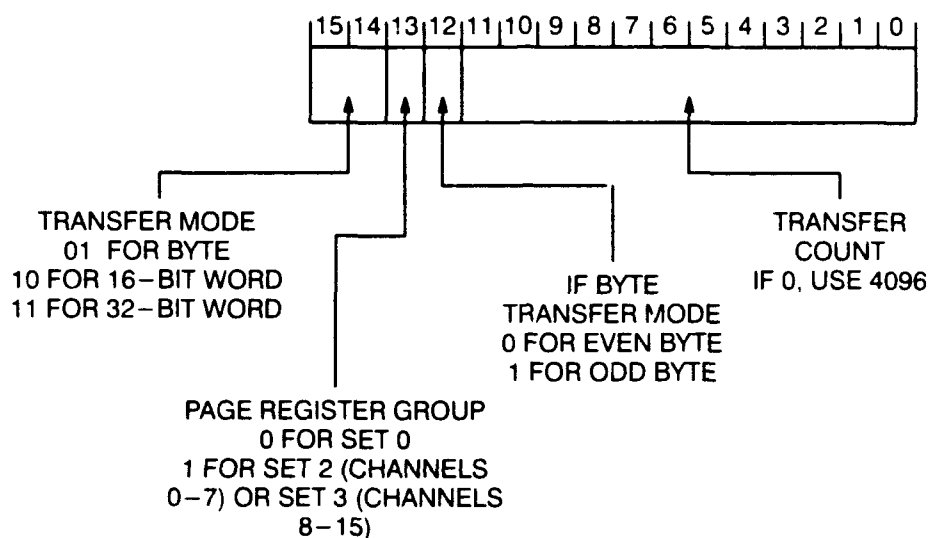 15 14 13 12 11 10 9 8 7 6 5 4 3 2 1 0
TRANSFER MODE
01 FOR BYTE
10 FOR 16-BIT WORD
11 FOR 32-BIT WORD
PAGE REGISTER GROUP
0 FOR SET 0
1 FOR SET 2 (CHANNELS
0-7) OR SET 3 (CHANNELS
8-15)
IF BYTE
TRANSFER MODE
0 FOR EVEN BYTE
1 FOR ODD BYTE
TRANSFER
COUNT
IF 0, USE 4096